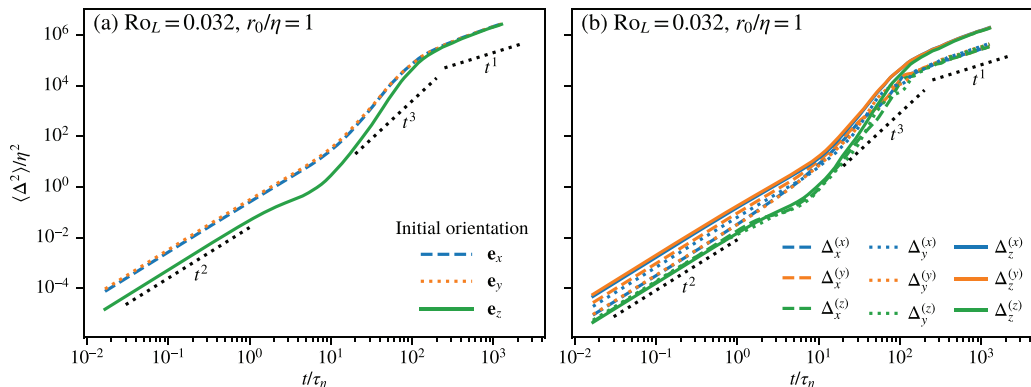 (a) Ro_L = 0.032, r_0/η = 1
10^6
10^4
10^2
10^0
10^−2
10^−4
⟨Δ^2⟩/η^2
t^1
t^3
t^2
Initial orientation
e_x
e_y
e_z
10^−2 10^−1 10^0 10^1 10^2 10^3
t/τ_η
(b) Ro_L = 0.032, r_0/η = 1
t^1
t^3
t^2
Δ_x^(x) Δ_y^(x) Δ_z^(x)
Δ_x^(y) Δ_y^(y) Δ_z^(y)
Δ_x^(z) Δ_y^(z) Δ_z^(z)
10^−2 10^−1 10^0 10^1 10^2 10^3
t/τ_η